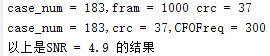 case_num = 183,fram = 1000 crc = 37
case_num = 183,crc = 37,CFOFreq = 300
以上是SNR = 4.9 的结果